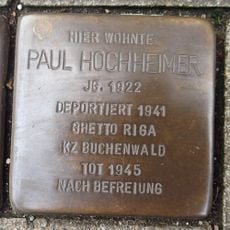 HIER WOHNTE
PAUL HOCHHEIMER
JG. 1922
DEPORTIERT 1941
GHETTO RIGA
KZ BUCHENWALD
TOT 1945
NACH BEFREIUNG